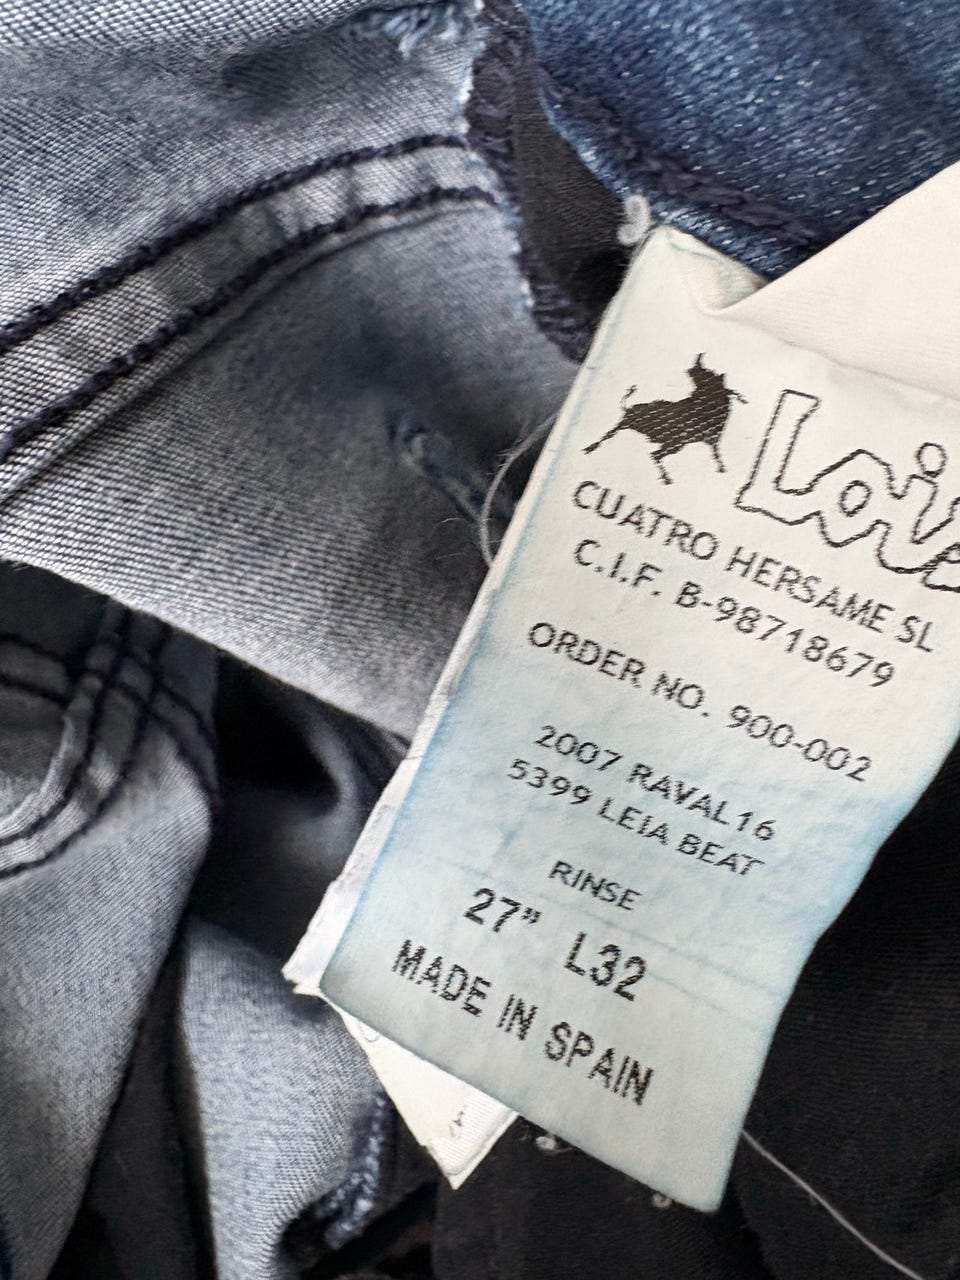 Lois
CUATRO HERSAME SL
C.I.F. B-98718679
ORDER NO. 900-002
2007 RAVAL16
5399 LEIA BEAT
RINSE
27" L32
MADE IN SPAIN